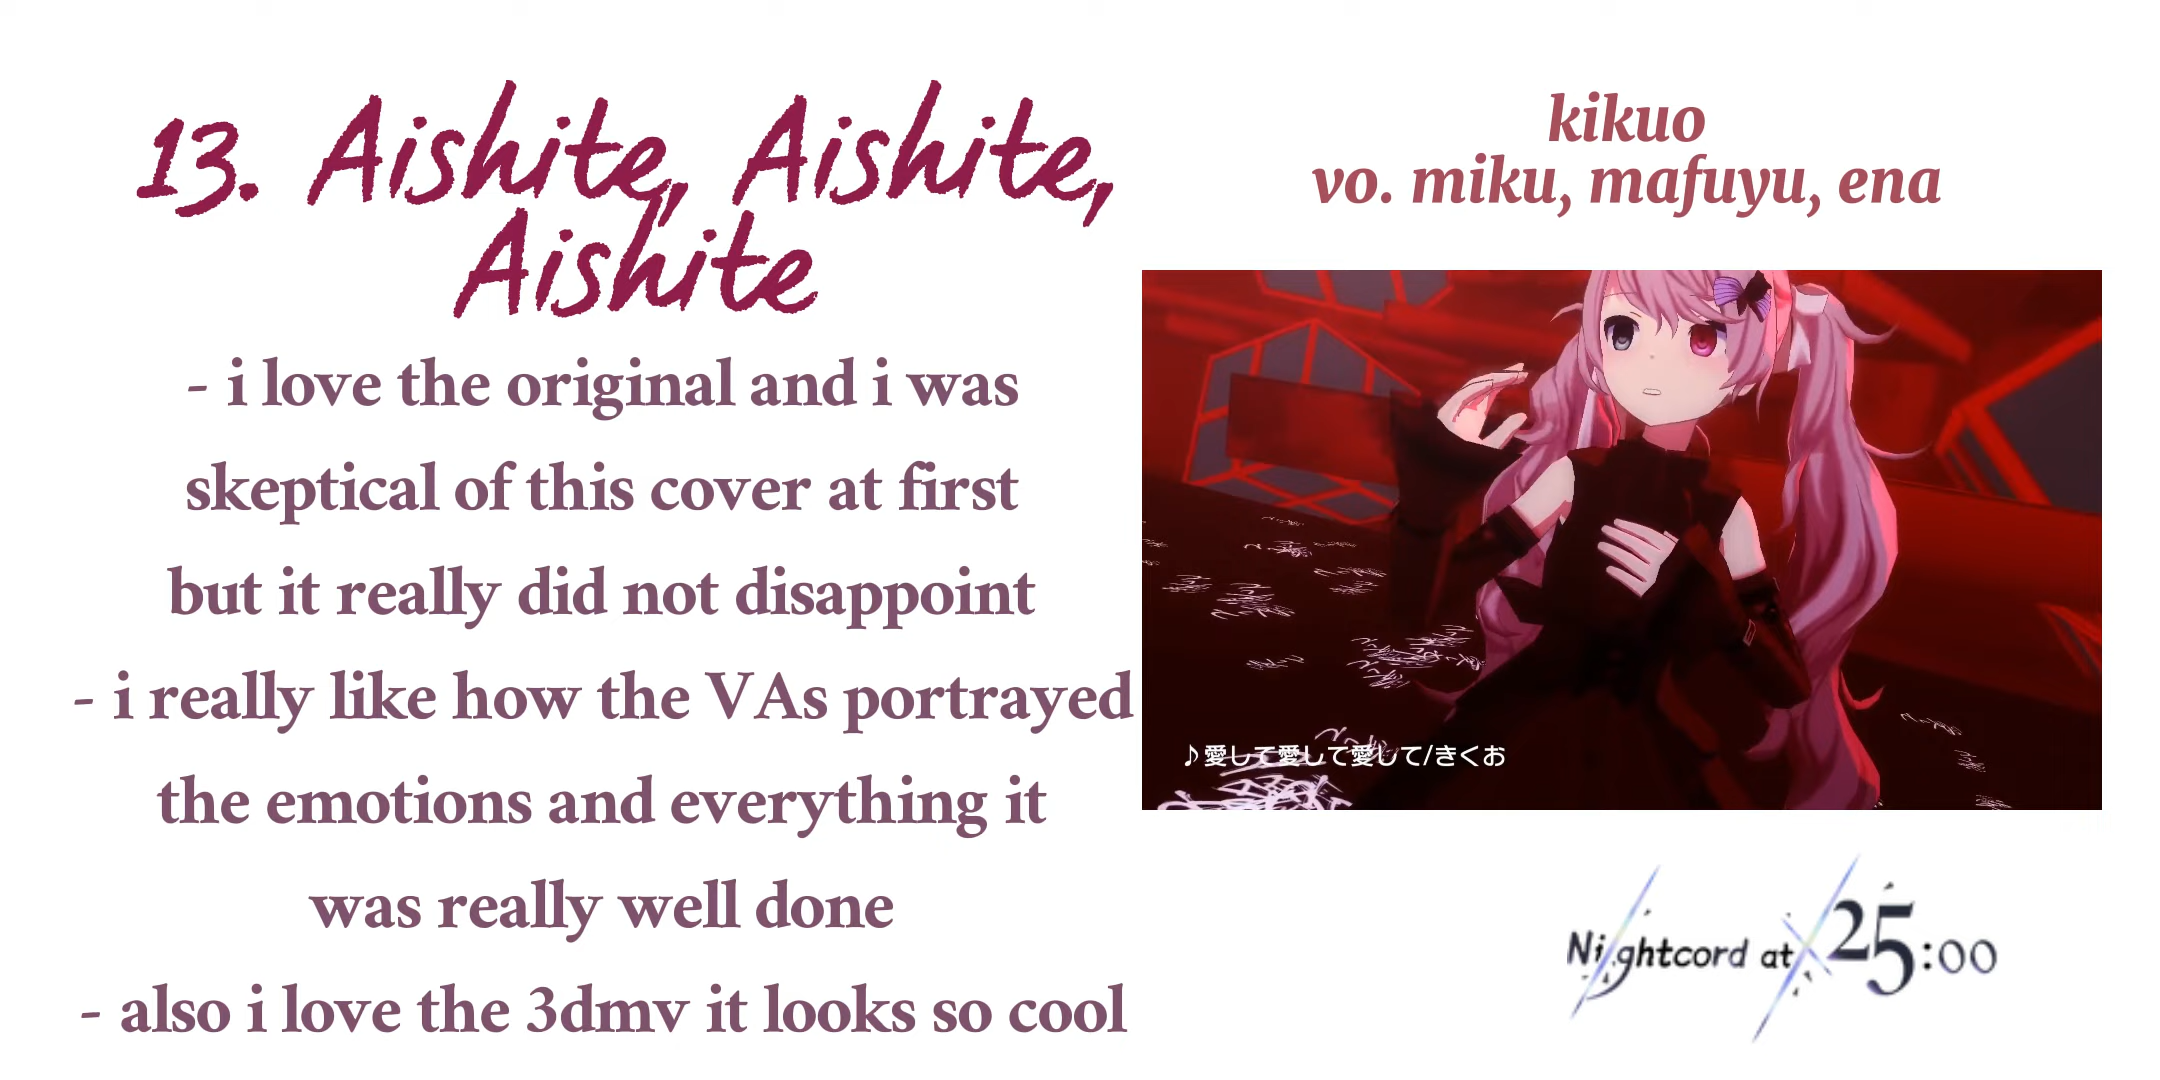 13. Aishite, Aishite,
Aishite
- i love the original and i was
skeptical of this cover at first
but it really did not disappoint
- i really like how the VAs portrayed
the emotions and everything it
was really well done
- also i love the 3dmv it looks so cool
kikuo
vo. miku, mafuyu, ena
♪愛して愛して愛して/きくお
Nightcord at 25:00